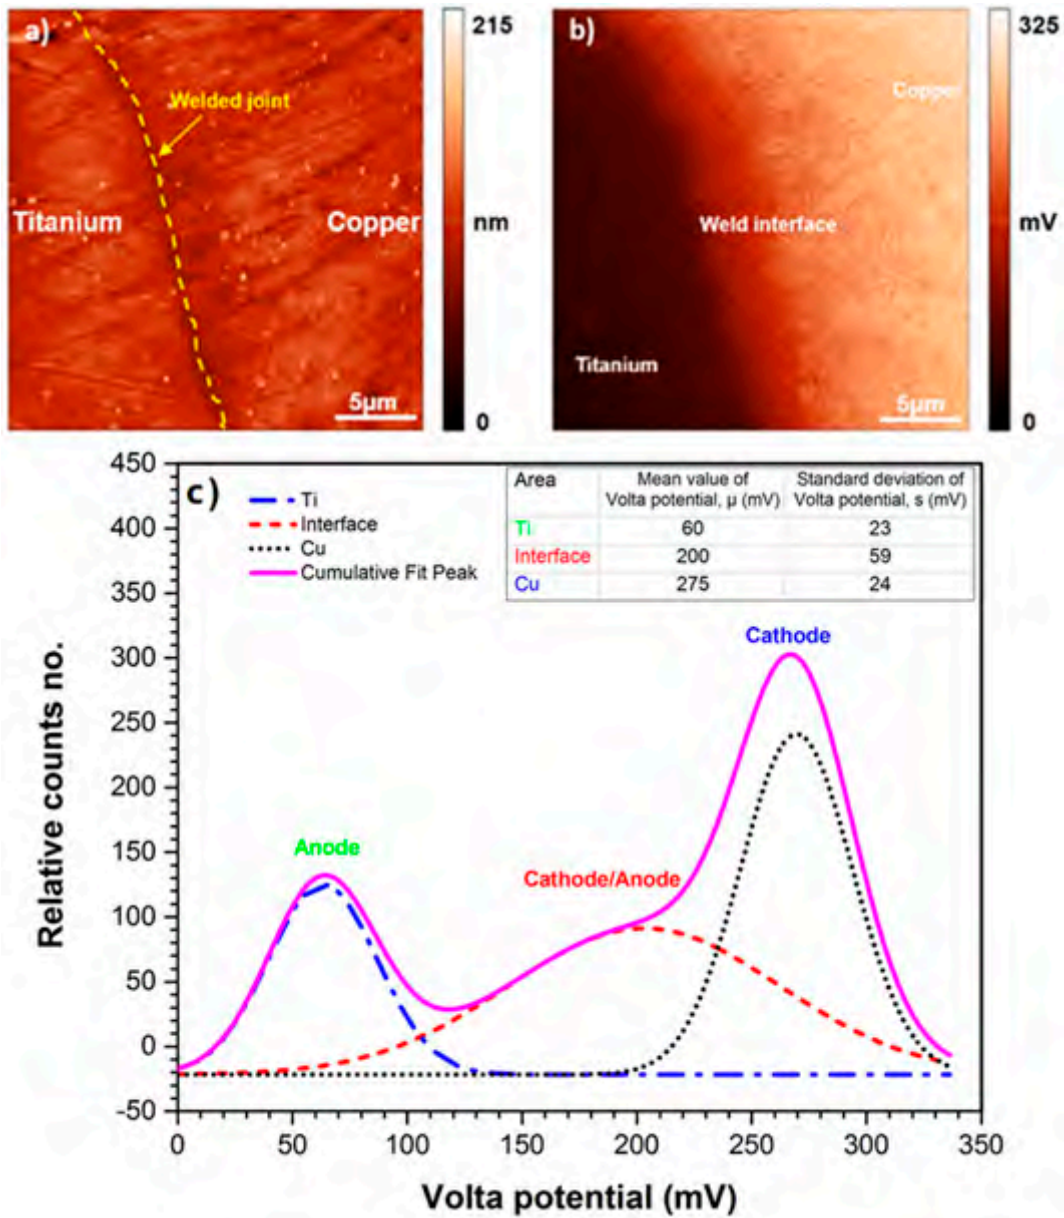 a)
Welded joint
Titanium
Copper
5μm
215
nm
0
b)
Copper
Weld interface
Titanium
5μm
325
mV
0
c)
Ti
Interface
Cu
Cumulative Fit Peak
Area Mean value of Volta potential, μ (mV) Standard deviation of Volta potential, s (mV)
Ti 60 23
Interface 200 59
Cu 275 24
Anode
Cathode/Anode
Cathode
Relative counts no.
450
400
350
300
250
200
150
100
50
0
-50
0 50 100 150 200 250 300 350
Volta potential (mV)